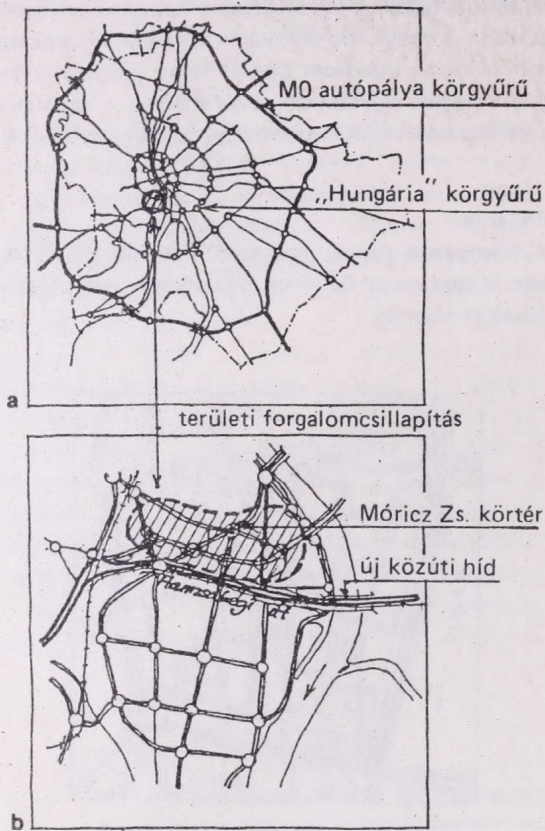 M0 autópálya körgyűrű
„Hungária” körgyűrű
a
területi forgalomcsillapítás
Móricz Zs. körtér
új közúti híd
b